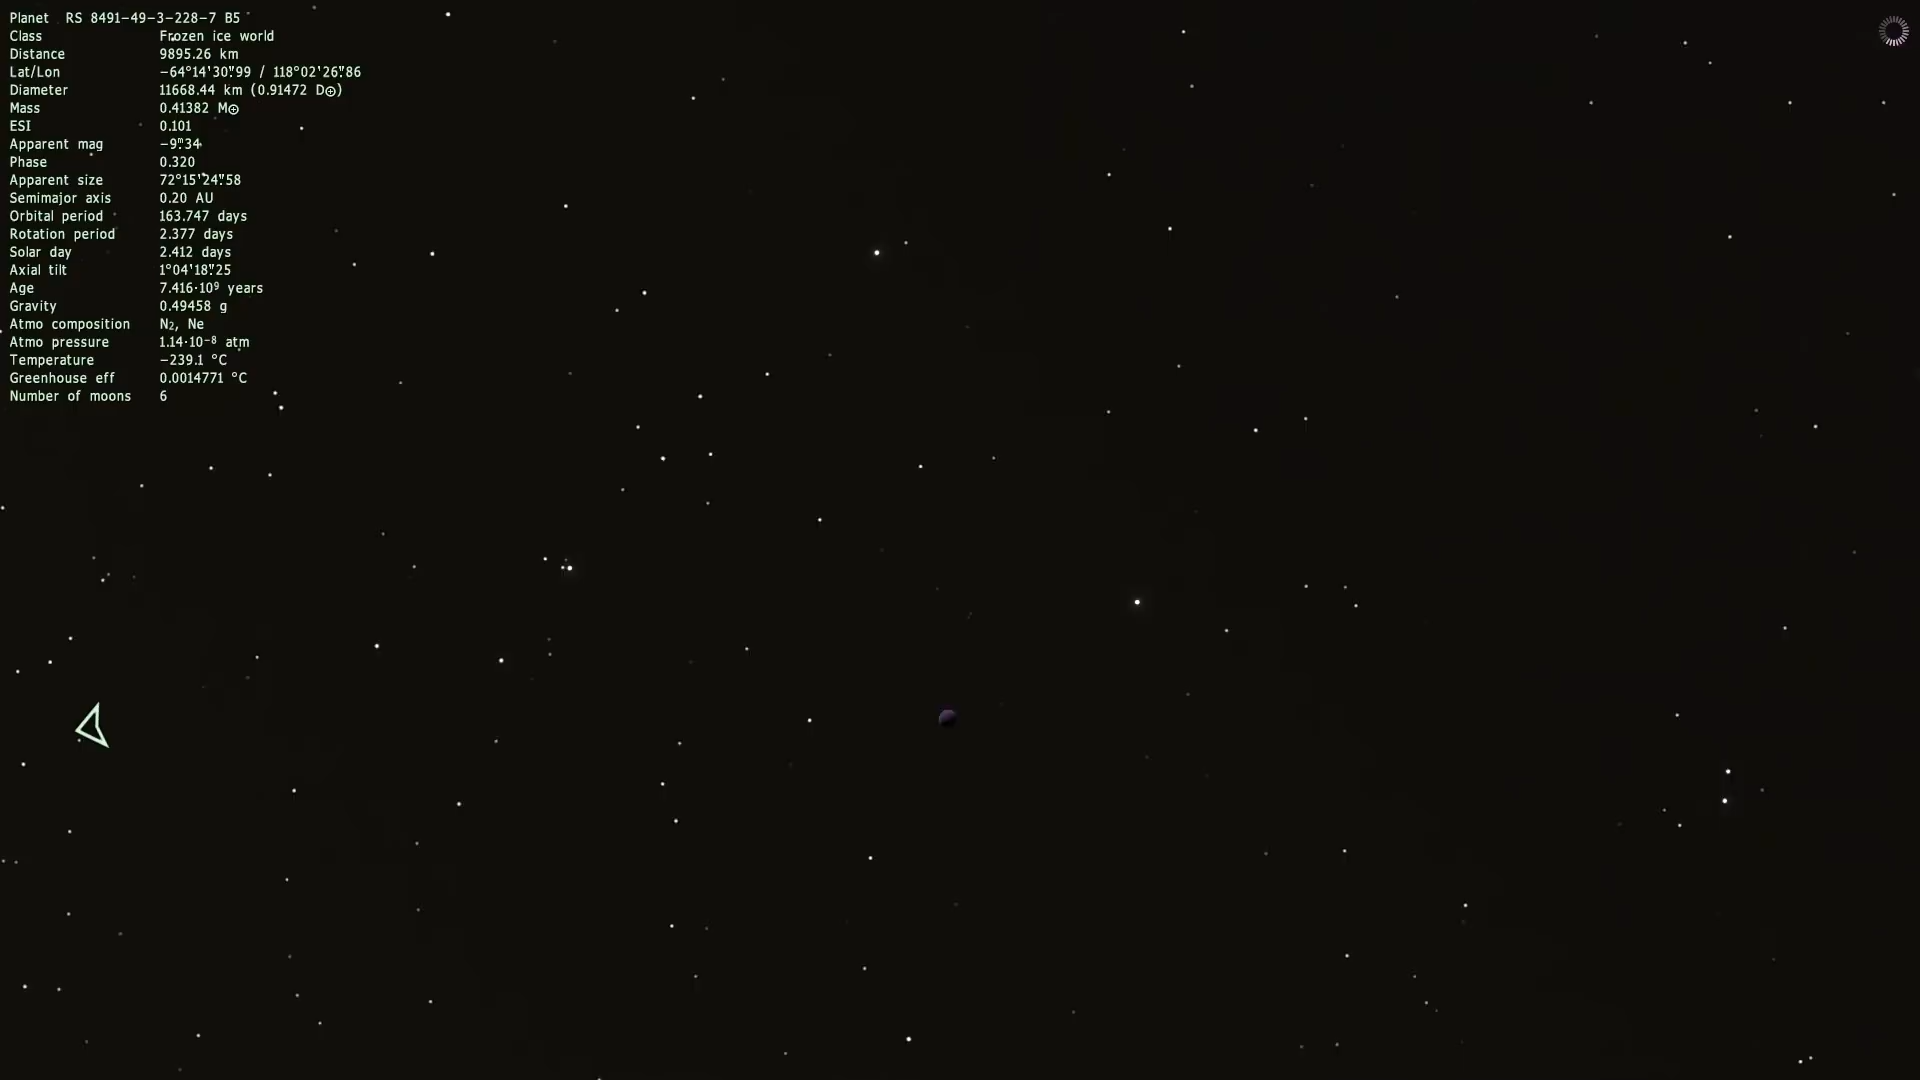 Planet RS 8491-49-3-228-7 B5
Class Frozen ice world
Distance 9895.26 km
Lat/Lon -64°14'30."99 / 118°02'26."86
Diameter 11668.44 km (0.91472 D⊕)
Mass 0.41382 M⊕
ESI 0.101
Apparent mag -9.ᵐ34
Phase 0.320
Apparent size 72°15'24."58
Semimajor axis 0.20 AU
Orbital period 163.747 days
Rotation period 2.377 days
Solar day 2.412 days
Axial tilt 1°04'18."25
Age 7.416·10⁹ years
Gravity 0.49458 g
Atmo composition N₂, Ne
Atmo pressure 1.14·10⁻⁸ atm
Temperature -239.1 °C
Greenhouse eff 0.0014771 °C
Number of moons 6